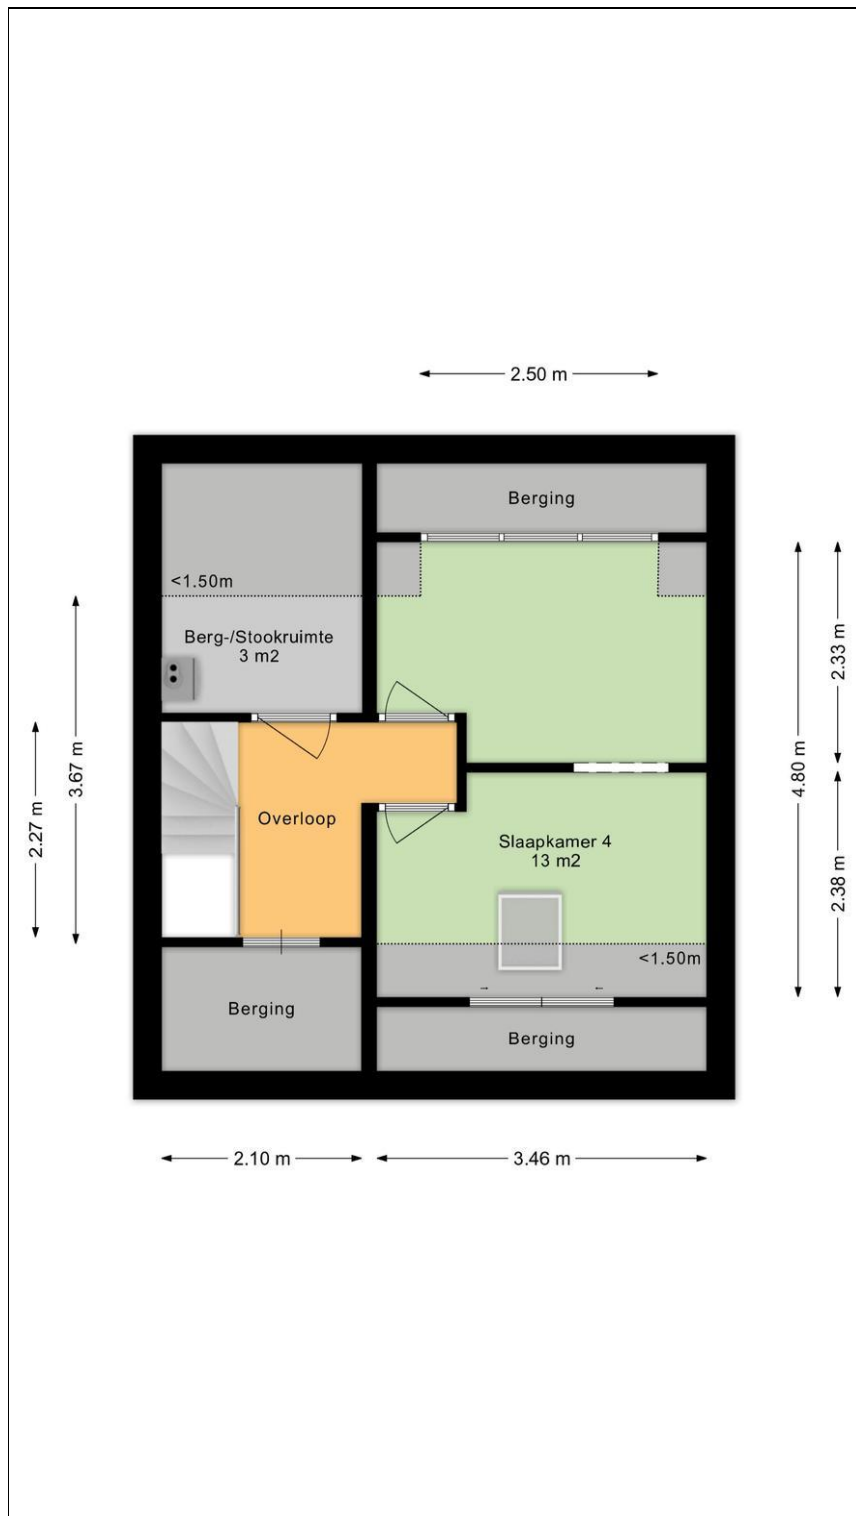 2.50 m
Berging
<1.50m
Berg-/Stookruimte
3 m2
2.33 m
3.67 m
4.80 m
2.27 m
Overloop
Slaapkamer 4
13 m2
2.38 m
<1.50m
Berging
Berging
2.10 m
3.46 m